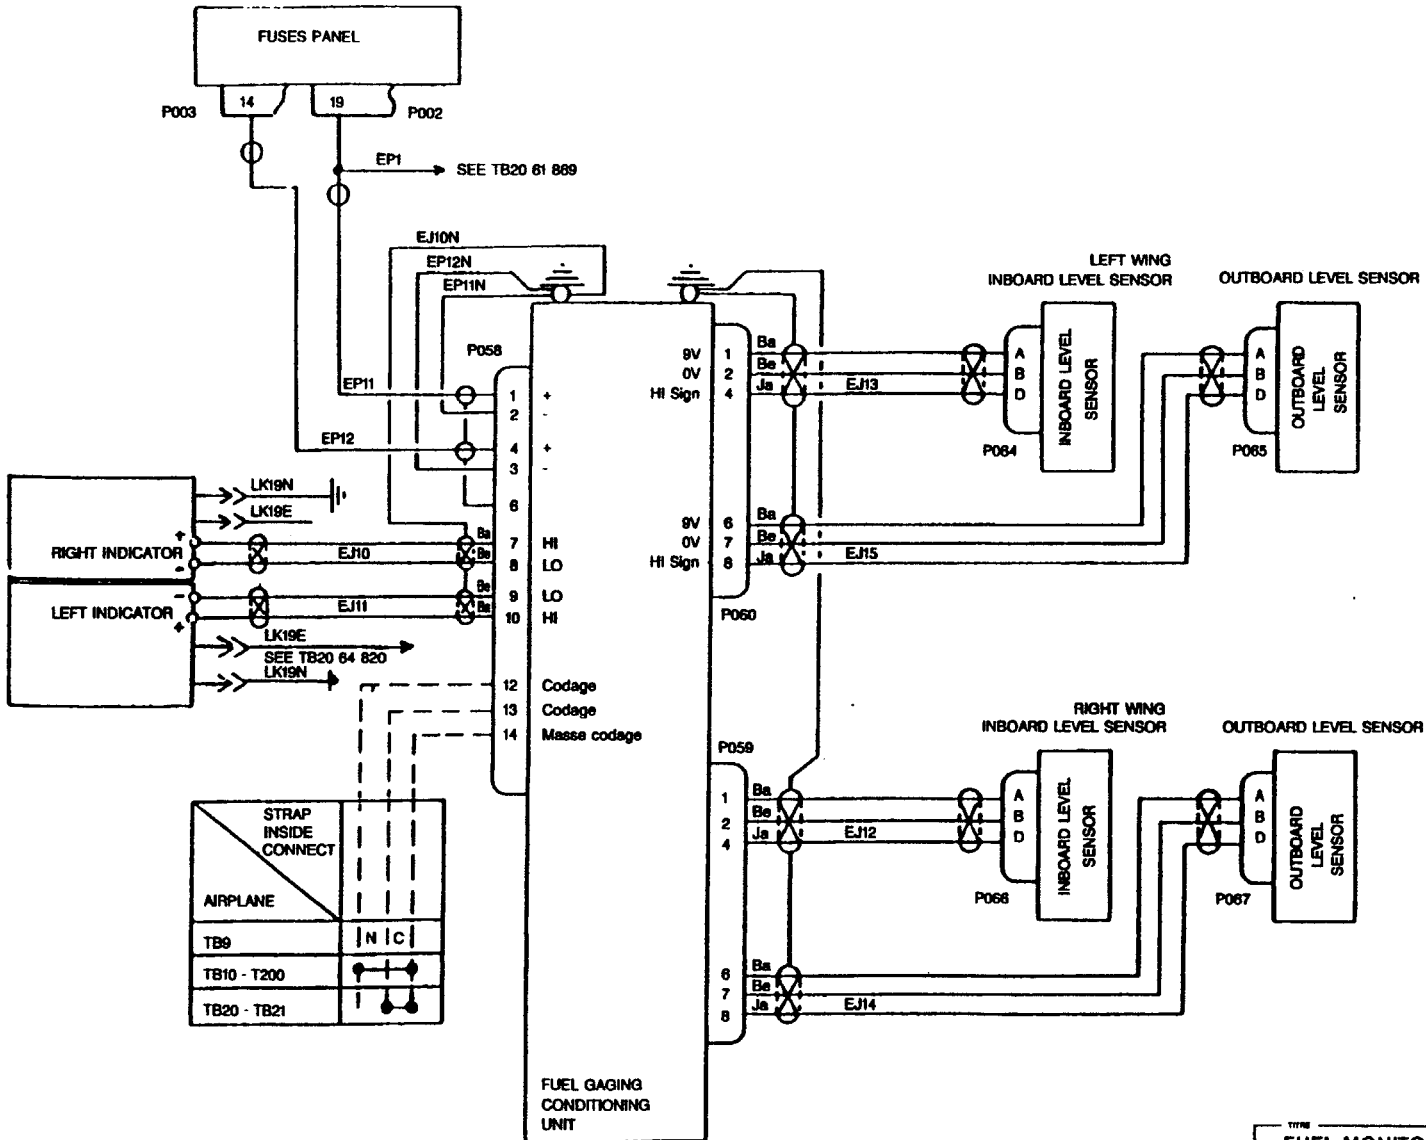 FUSES PANEL
14
19
P003
P002
EP1
SEE TB20 61 889
EJ10N
EP12N
EP11N
LEFT WING
INBOARD LEVEL SENSOR
OUTBOARD LEVEL SENSOR
P058
EP11
1 +
2 -
EP12
4 +
3 -
6
9V 1 Ba
0V 2 Be
HI Sign 4 Ja EJ13
A
B
D
INBOARD LEVEL
SENSOR
P064
A
B
D
OUTBOARD
LEVEL
SENSOR
P065
LK19N
LK19E
RIGHT INDICATOR
+
-
EJ10
Ba 7 HI
Be 8 LO
LEFT INDICATOR
-
+
EJ11
Be 9 LO
Ba 10 HI
LK19E
SEE TB20 64 820
LK19N
9V 6 Ba
0V 7 Be
HI Sign 8 Ja EJ15
P060
12 Codage
13 Codage
14 Massa codage
RIGHT WING
INBOARD LEVEL SENSOR
OUTBOARD LEVEL SENSOR
P059
1 Ba
2 Be
4 Ja EJ12
A
B
D
INBOARD LEVEL
SENSOR
P066
A
B
D
OUTBOARD
LEVEL
SENSOR
P067
6 Ba
7 Be
8 Ja EJ14
STRAP
INSIDE
CONNECT
AIRPLANE
TB9 N C
TB10 - T200
TB20 - TB21
FUEL GAGING
CONDITIONING
UNIT
TITRE